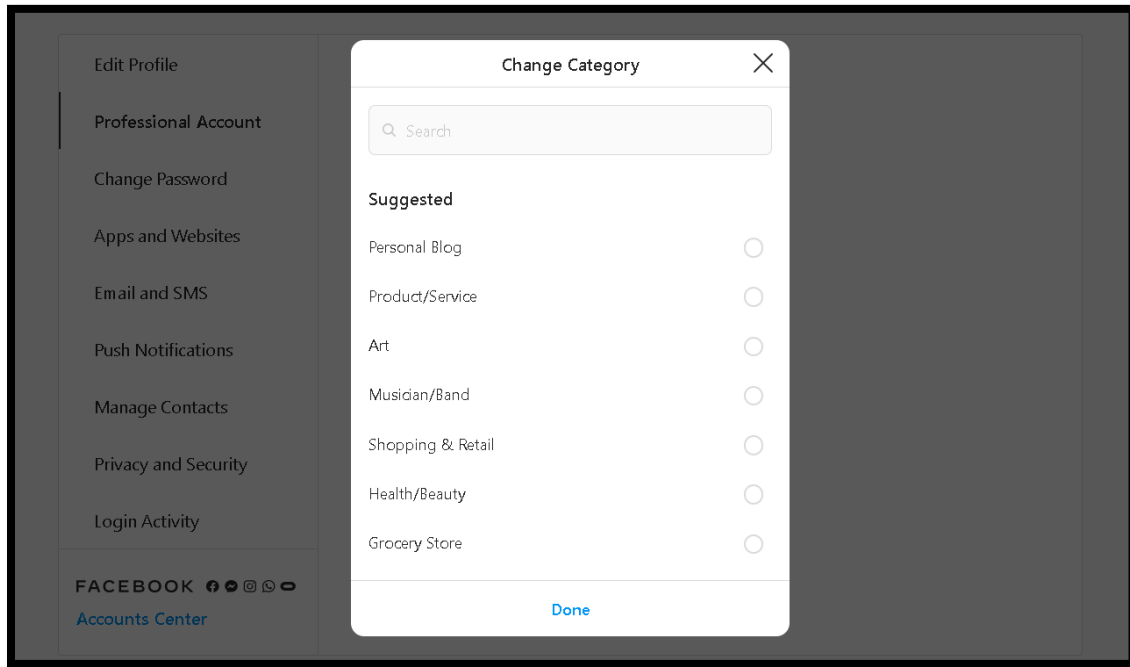 Edit Profile
Professional Account
Change Password
Apps and Websites
Email and SMS
Push Notifications
Manage Contacts
Privacy and Security
Login Activity
FACEBOOK
Accounts Center
Change Category
Search
Suggested
Personal Blog
Product/Service
Art
Musician/Band
Shopping & Retail
Health/Beauty
Grocery Store
Done